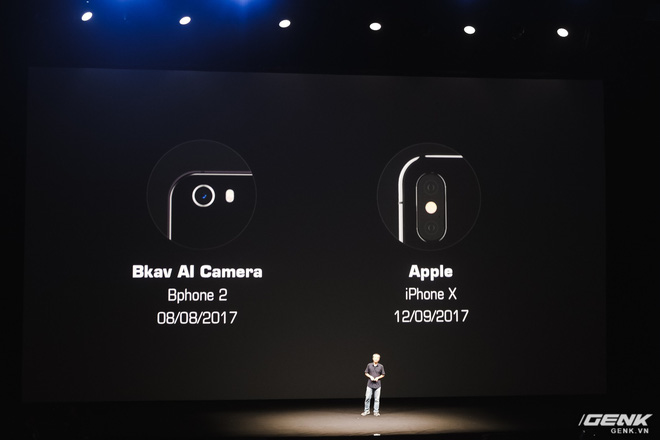 Bkav AI Camera
Bphone 2
08/08/2017
Apple
iPhone X
12/09/2017
GENK
GENK.VN